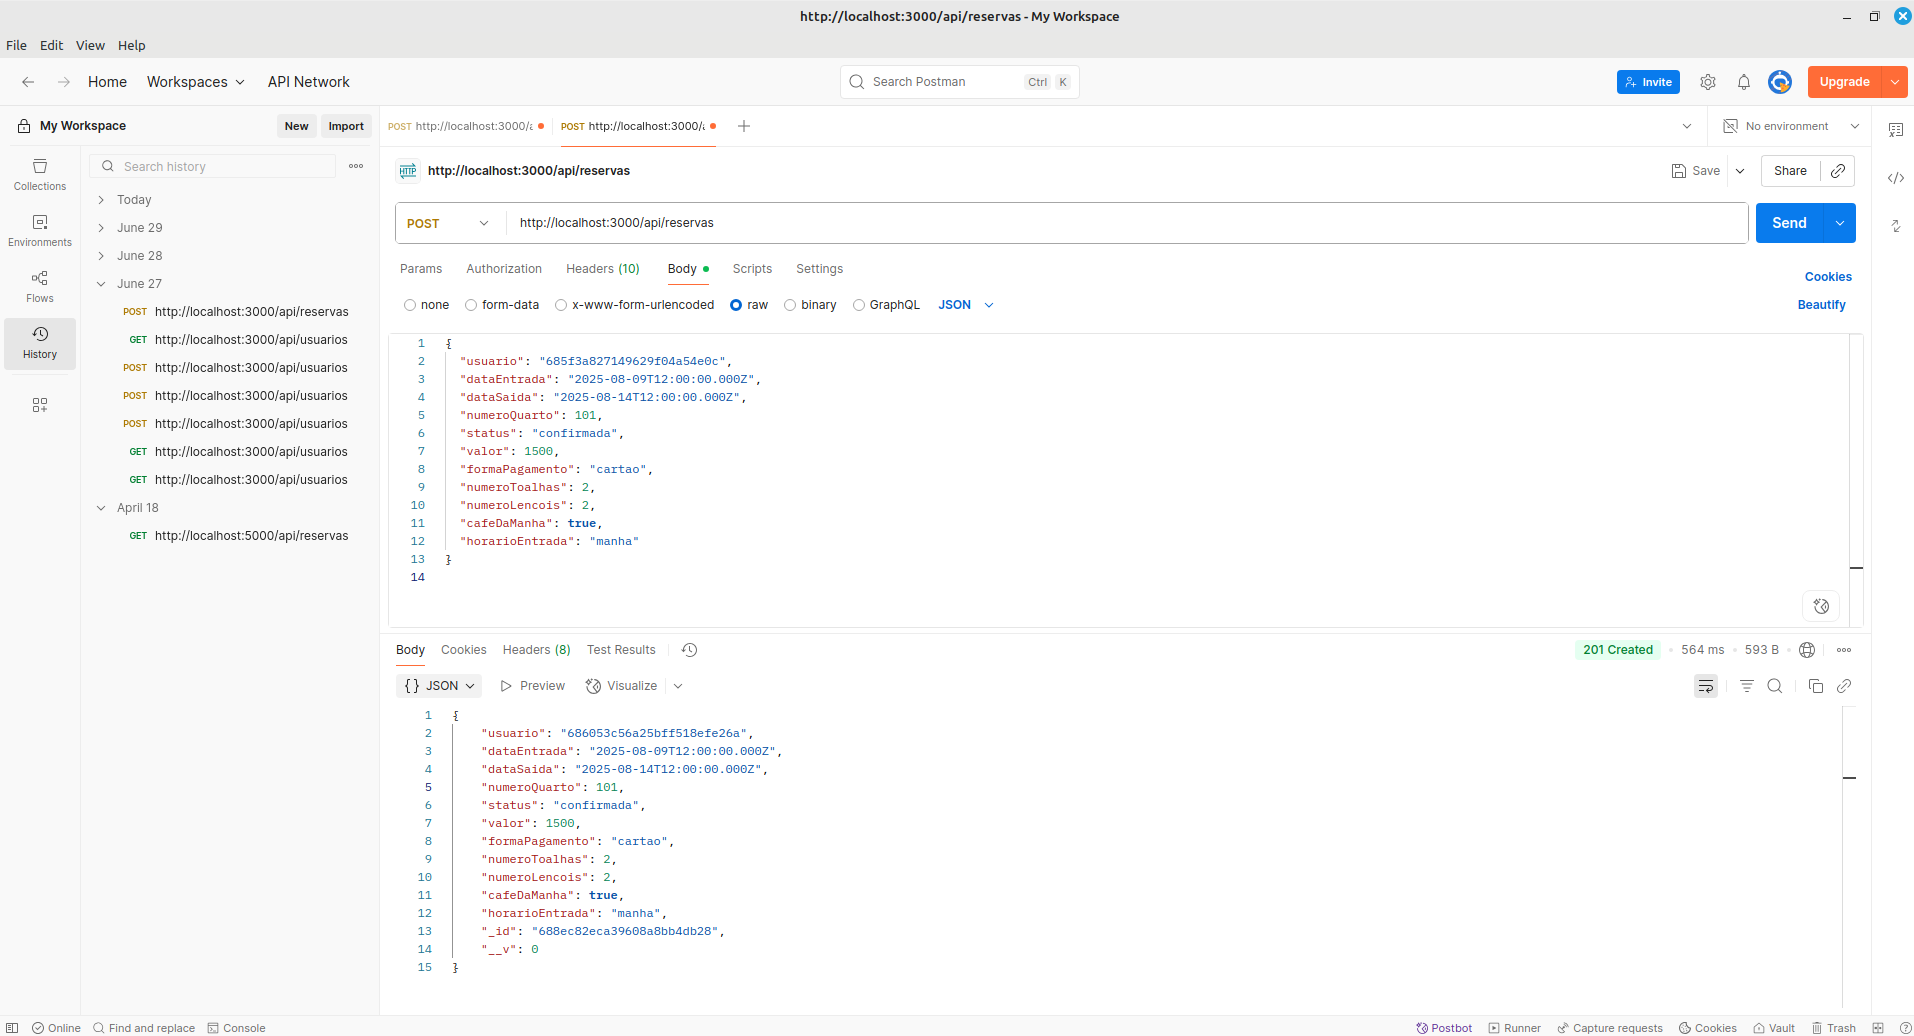 http://localhost:3000/api/reservas - My Workspace
File Edit View Help
Home Workspaces API Network
Search Postman Ctrl K
Invite Upgrade
My Workspace New Import
POST http://localhost:3000/a POST http://localhost:3000/a
No environment
Collections
Environments
Flows
History
Search history
Today
June 29
June 28
June 27
POST http://localhost:3000/api/reservas
GET http://localhost:3000/api/usuarios
POST http://localhost:3000/api/usuarios
POST http://localhost:3000/api/usuarios
POST http://localhost:3000/api/usuarios
GET http://localhost:3000/api/usuarios
GET http://localhost:3000/api/usuarios
April 18
GET http://localhost:5000/api/reservas
HTTP http://localhost:3000/api/reservas
Save Share
POST http://localhost:3000/api/reservas
Send
Params Authorization Headers (10) Body Scripts Settings
Cookies
none form-data x-www-form-urlencoded raw binary GraphQL JSON
Beautify
1 {
2 "usuario": "685f3a827149629f04a54e0c",
3 "dataEntrada": "2025-08-09T12:00:00.000Z",
4 "dataSaida": "2025-08-14T12:00:00.000Z",
5 "numeroQuarto": 101,
6 "status": "confirmada",
7 "valor": 1500,
8 "formaPagamento": "cartao",
9 "numeroToalhas": 2,
10 "numeroLencois": 2,
11 "cafeDaManha": true,
12 "horarioEntrada": "manha"
13 }
14
Body Cookies Headers (8) Test Results
201 Created 564 ms 593 B
{} JSON Preview Visualize
1 {
2 "usuario": "686053c56a25bff518efe26a",
3 "dataEntrada": "2025-08-09T12:00:00.000Z",
4 "dataSaida": "2025-08-14T12:00:00.000Z",
5 "numeroQuarto": 101,
6 "status": "confirmada",
7 "valor": 1500,
8 "formaPagamento": "cartao",
9 "numeroToalhas": 2,
10 "numeroLencois": 2,
11 "cafeDaManha": true,
12 "horarioEntrada": "manha",
13 "_id": "688ec82eca39608a8bb4db28",
14 "__v": 0
15 }
Online Find and replace Console
Postbot Runner Capture requests Cookies Vault Trash